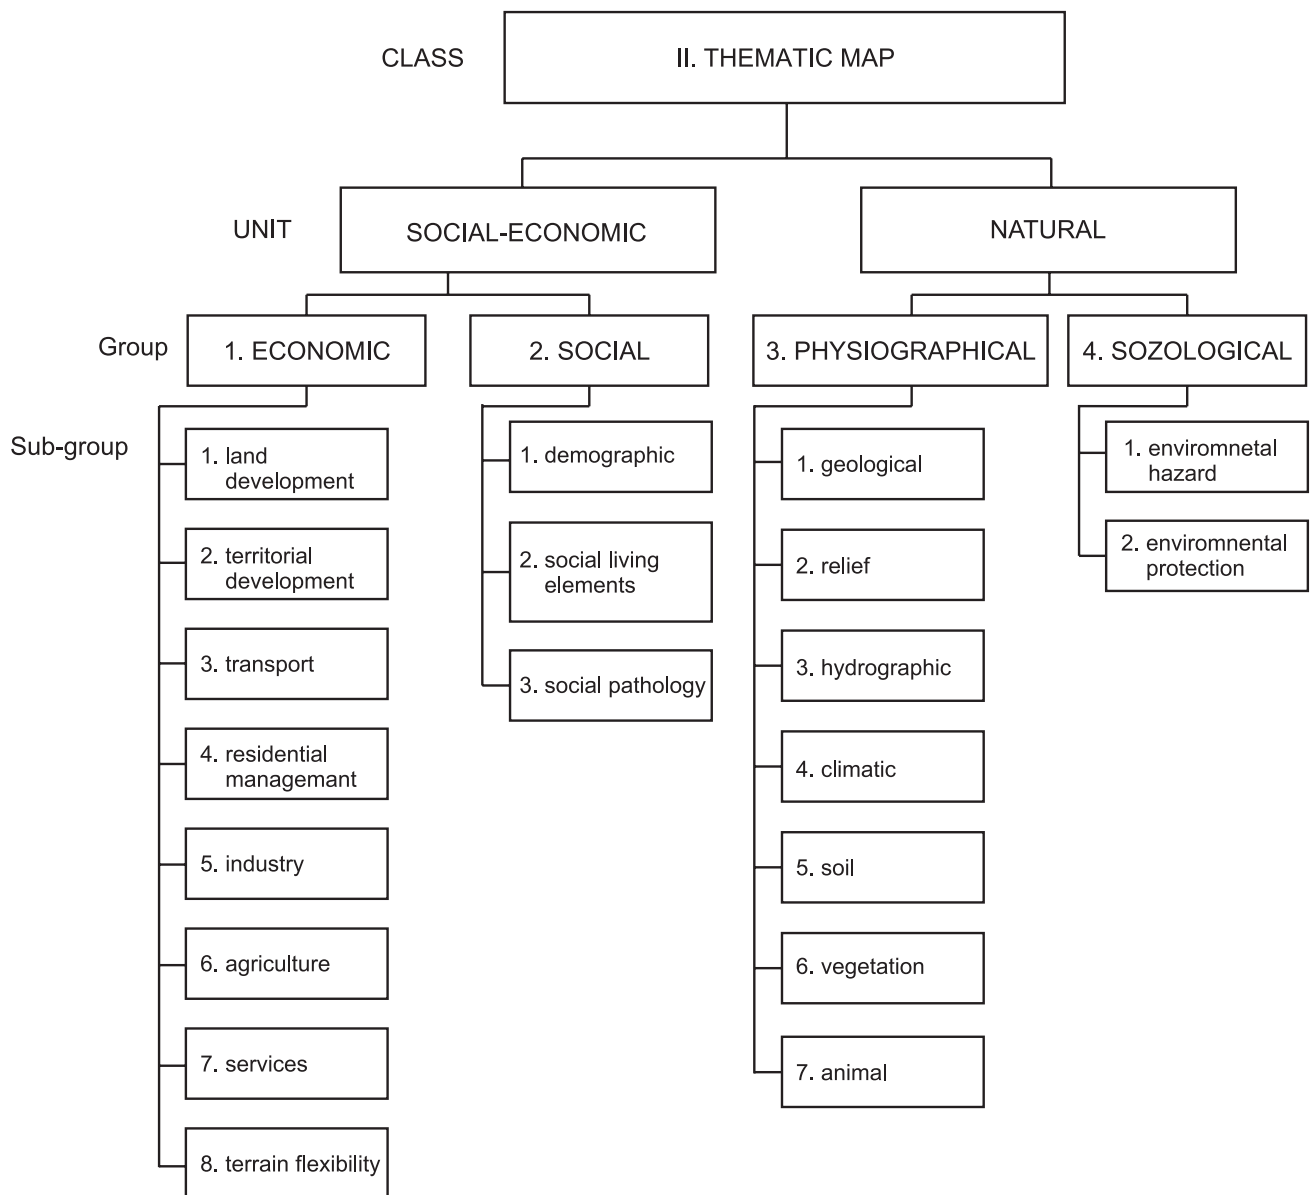 CLASS
II. THEMATIC MAP
UNIT
SOCIAL-ECONOMIC
NATURAL
Group
1. ECONOMIC
2. SOCIAL
3. PHYSIOGRAPHICAL
4. SOZOLOGICAL
Sub-group
1. land
development
2. territorial
development
3. transport
4. residential
managemant
5. industry
6. agriculture
7. services
8. terrain flexibility
1. demographic
2. social living
elements
3. social pathology
1. geological
2. relief
3. hydrographic
4. climatic
5. soil
6. vegetation
7. animal
1. enviromnetal
hazard
2. enviromnental
protection